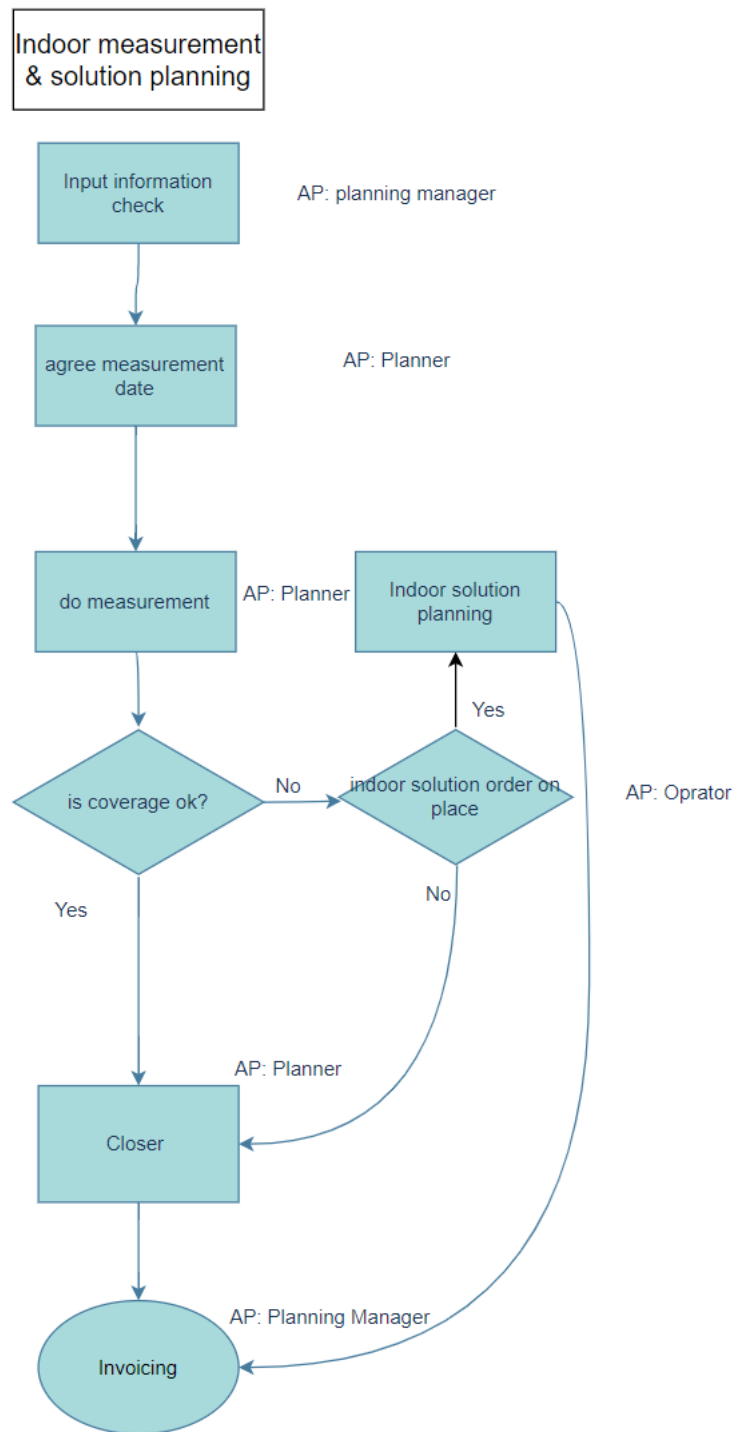 Indoor measurement
& solution planning
Input information
check
AP: planning manager
agree measurement
date
AP: Planner
do measurement
AP: Planner
Indoor solution
planning
Yes
is coverage ok?
No
indoor solution order on
place
AP: Oprator
No
Yes
AP: Planner
Closer
AP: Planning Manager
Invoicing